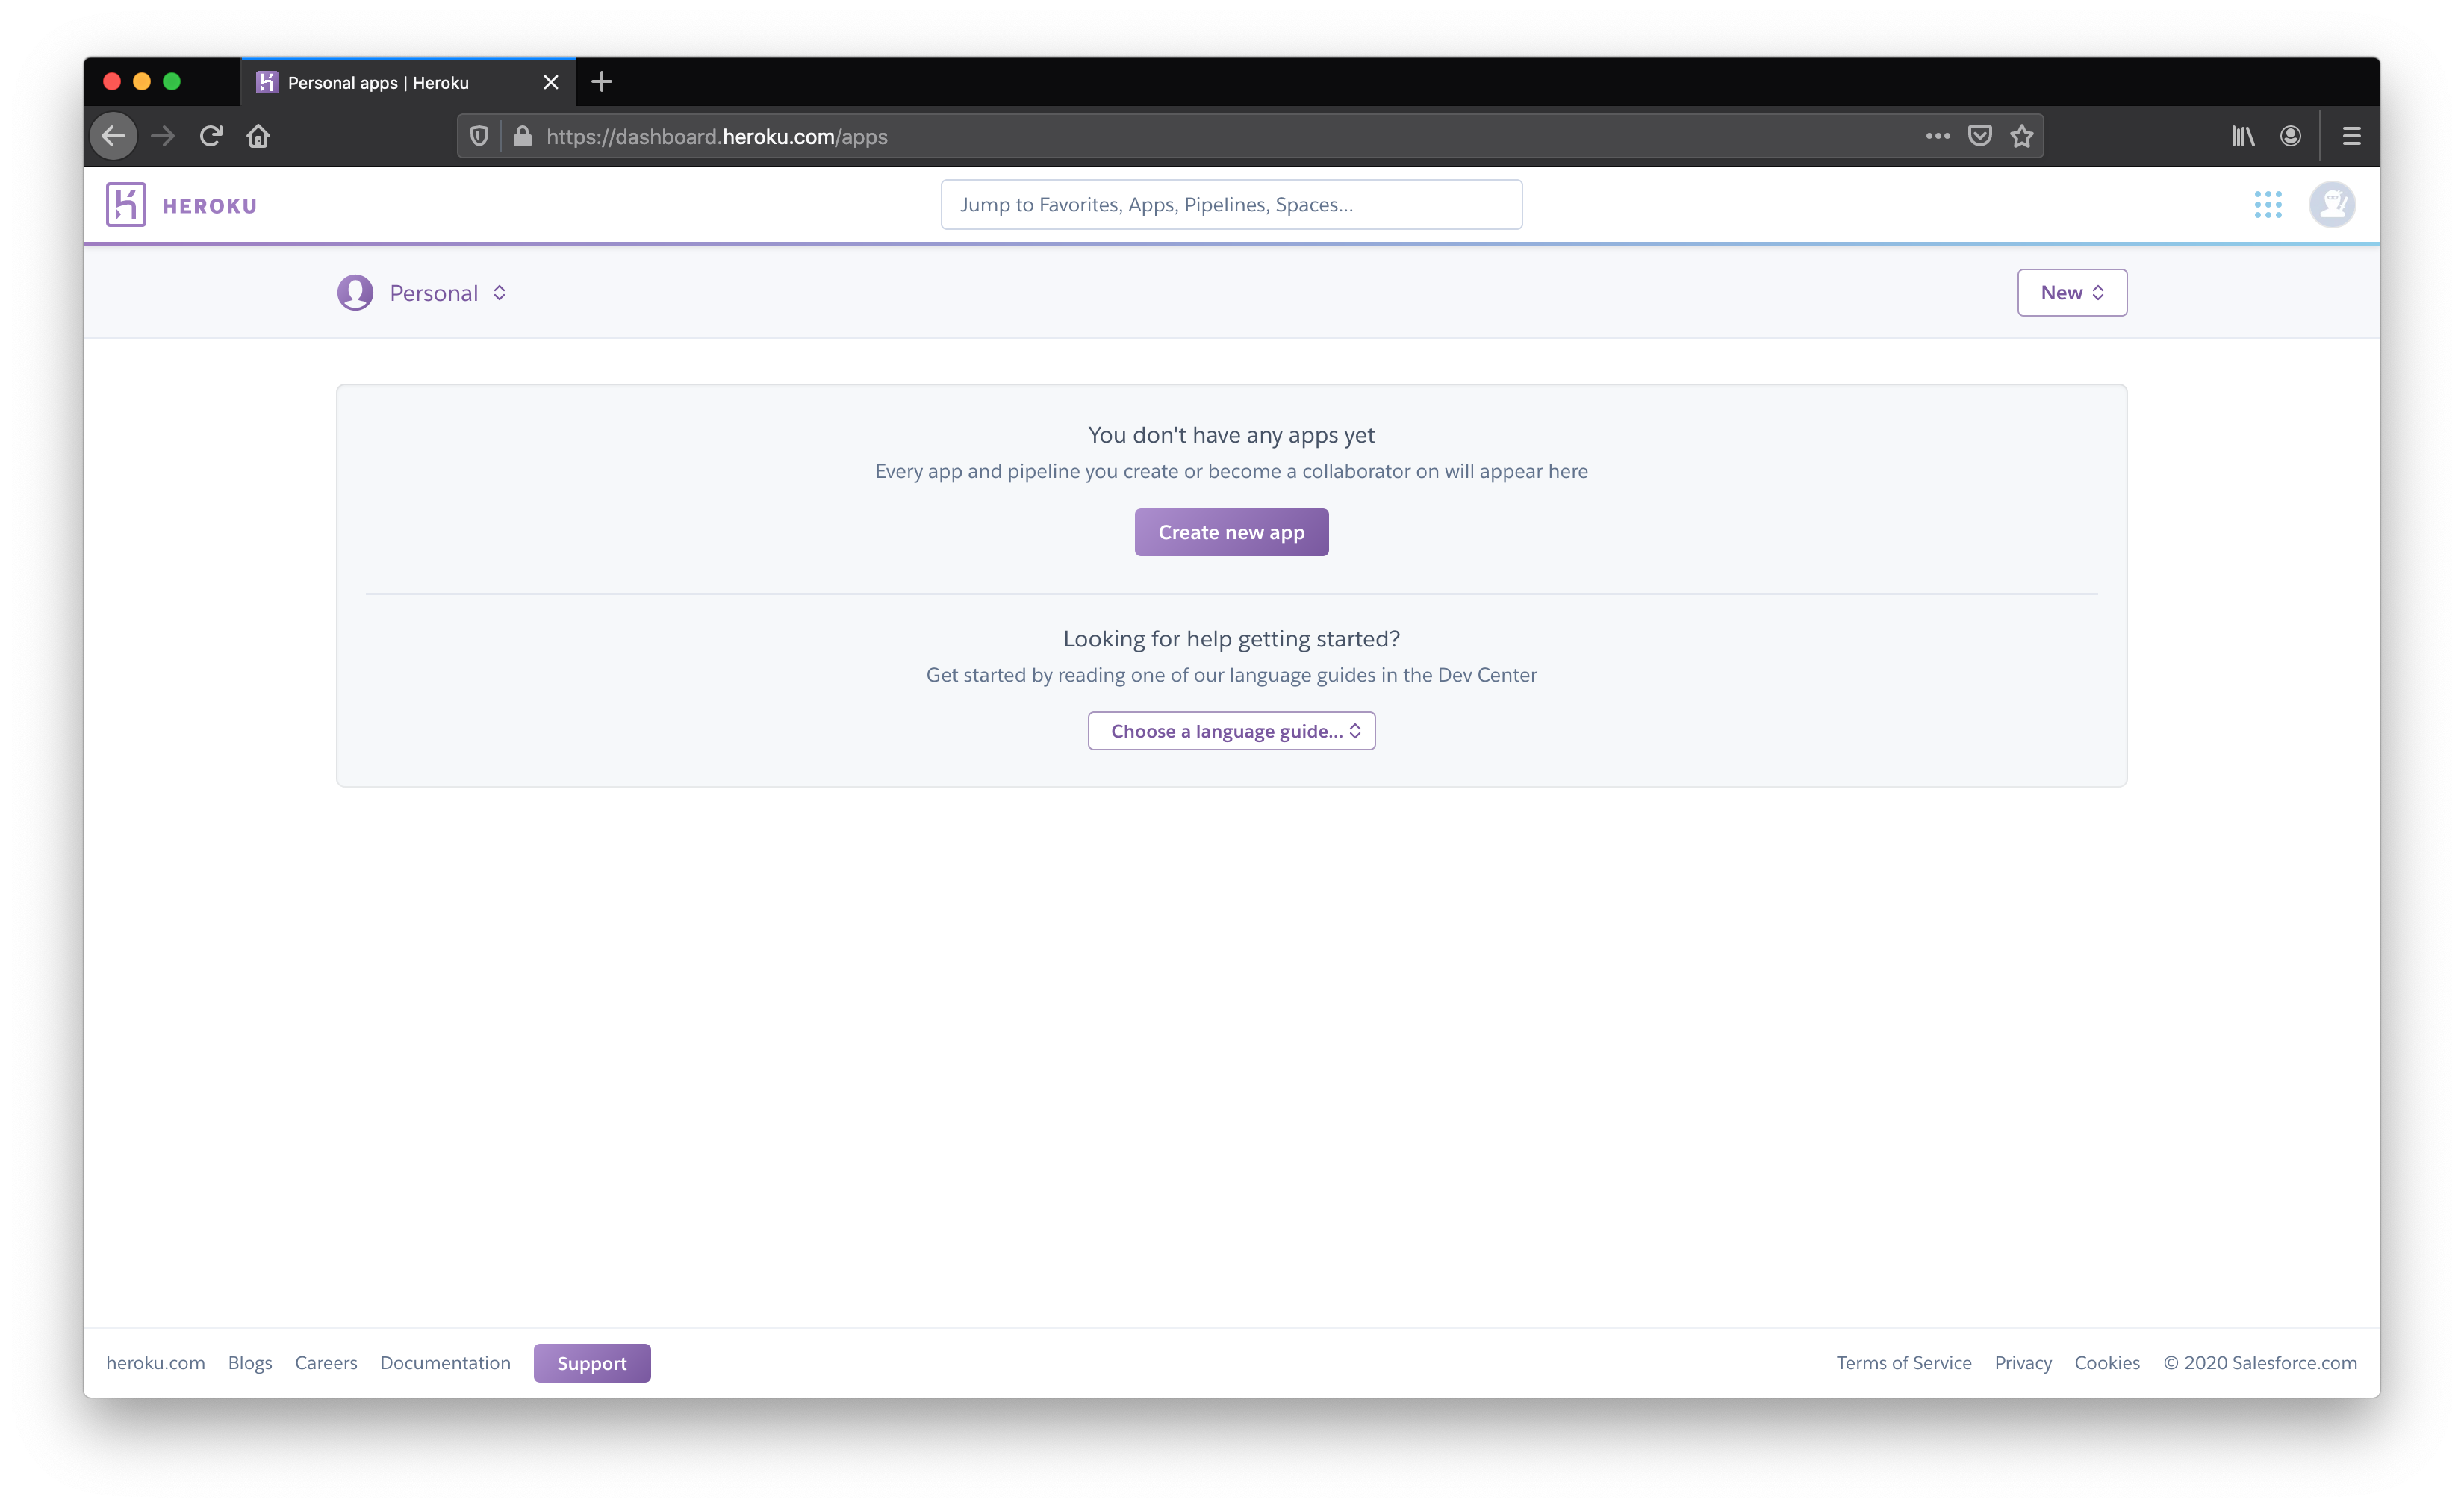 Personal apps | Heroku
https://dashboard.heroku.com/apps
HEROKU
Jump to Favorites, Apps, Pipelines, Spaces...
Personal
New
You don't have any apps yet
Every app and pipeline you create or become a collaborator on will appear here
Create new app
Looking for help getting started?
Get started by reading one of our language guides in the Dev Center
Choose a language guide...
heroku.com Blogs Careers Documentation Support Terms of Service Privacy Cookies © 2020 Salesforce.com